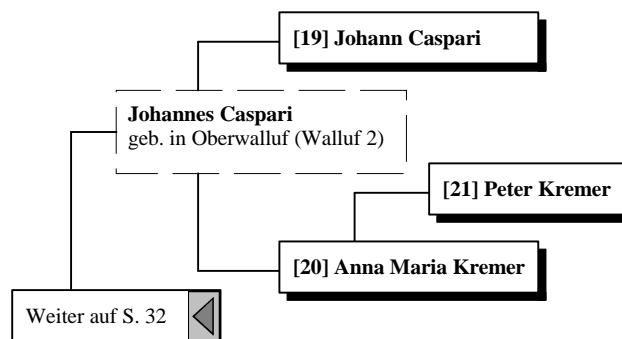 [19] Johann Caspari
Johannes Caspari
geb. in Oberwalluf (Walluf 2)
[21] Peter Kremer
[20] Anna Maria Kremer
Weiter auf S. 32